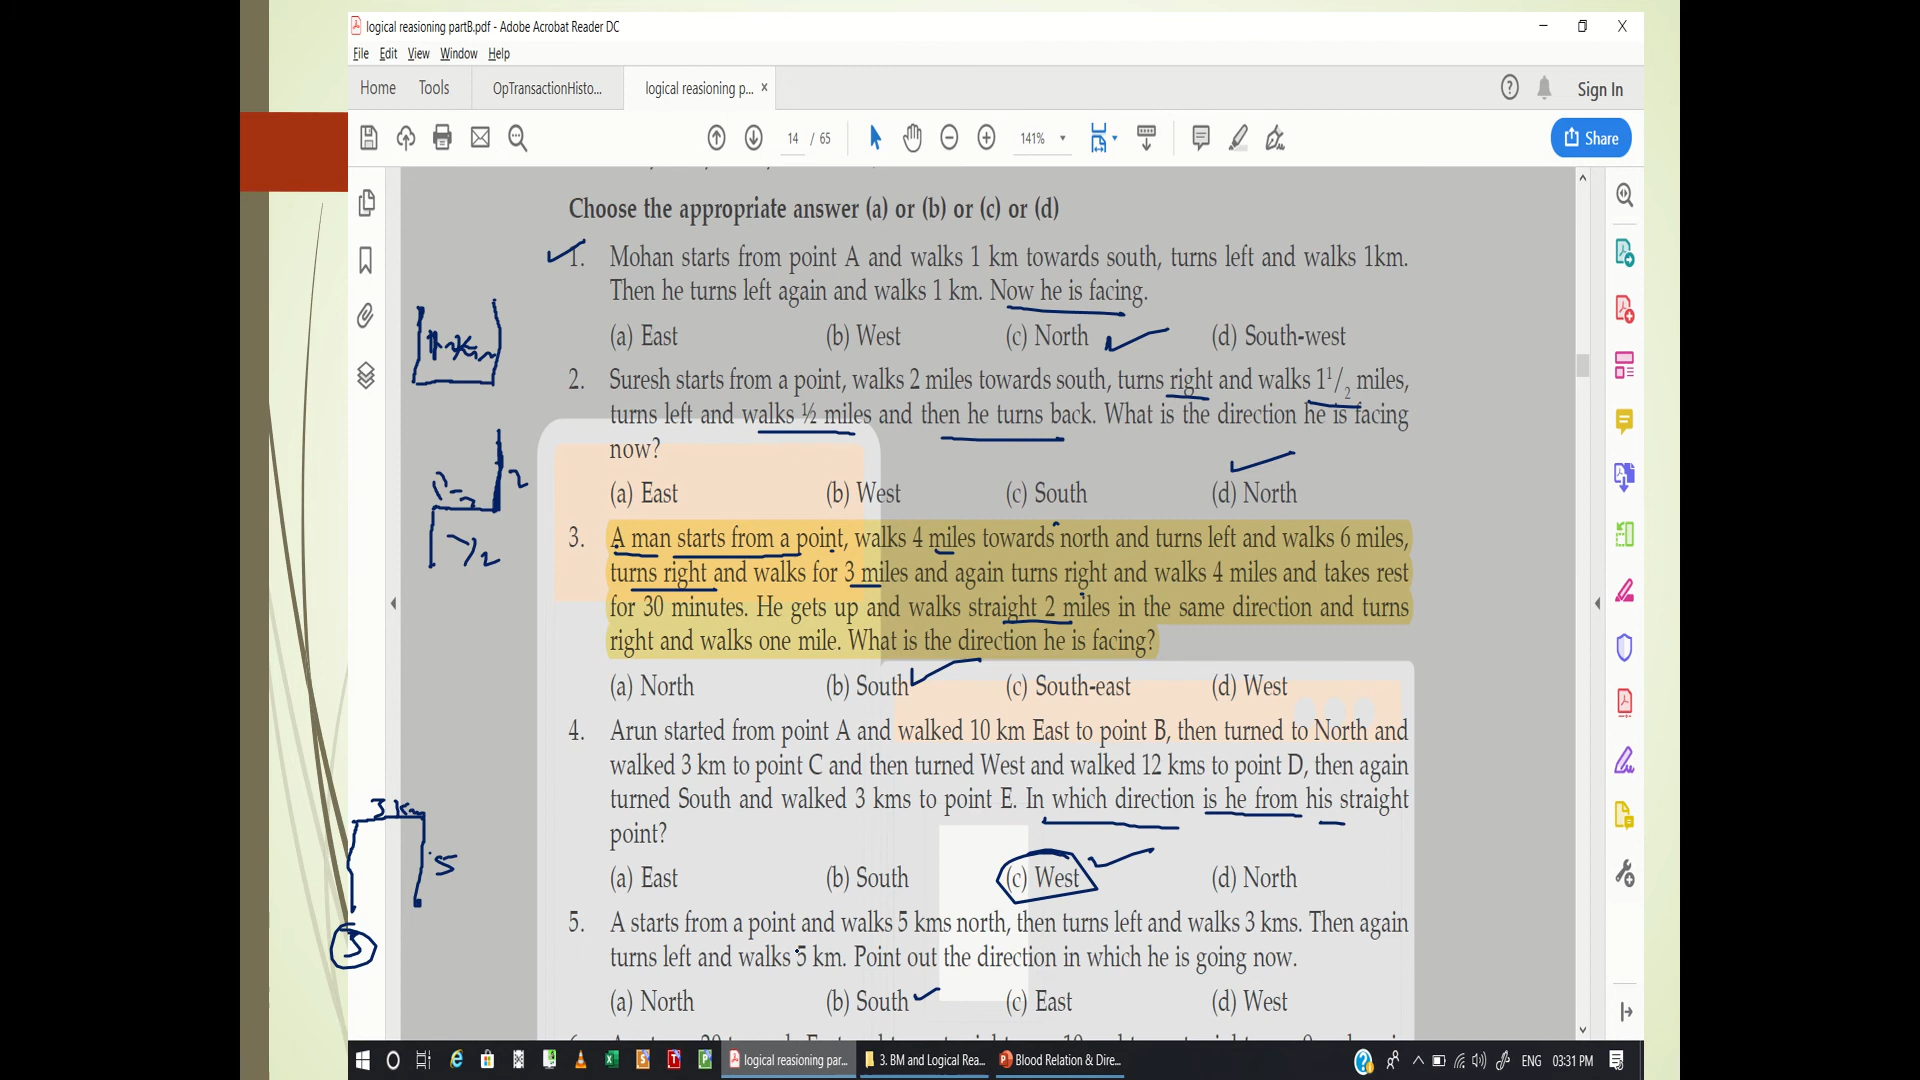 logical reasoning partB.pdf - Adobe Acrobat Reader DC
File Edit View Window Help
Home Tools OpTransactionHisto... logical reasoning p... ×
Sign In
14 / 65
141%
Share
Choose the appropriate answer (a) or (b) or (c) or (d)
1. Mohan starts from point A and walks 1 km towards south, turns left and walks 1km.
Then he turns left again and walks 1 km. Now he is facing.
(a) East (b) West (c) North (d) South-west
2. Suresh starts from a point, walks 2 miles towards south, turns right and walks 1 1/2 miles,
turns left and walks ½ miles and then he turns back. What is the direction he is facing
now?
2
(a) East (b) West (c) South (d) North
3. A man starts from a point, walks 4 miles towards north and turns left and walks 6 miles,
turns right and walks for 3 miles and again turns right and walks 4 miles and takes rest
for 30 minutes. He gets up and walks straight 2 miles in the same direction and turns
right and walks one mile. What is the direction he is facing?
(a) North (b) South (c) South-east (d) West
4. Arun started from point A and walked 10 km East to point B, then turned to North and
walked 3 km to point C and then turned West and walked 12 kms to point D, then again
turned South and walked 3 kms to point E. In which direction is he from his straight
point?
3 Km
5
(a) East (b) South (c) West (d) North
5. A starts from a point and walks 5 kms north, then turns left and walks 3 kms. Then again
turns left and walks 5 km. Point out the direction in which he is going now.
(a) North (b) South (c) East (d) West
logical reasoning par... 3. BM and Logical Rea... Blood Relation & Dire... ENG 03:31 PM